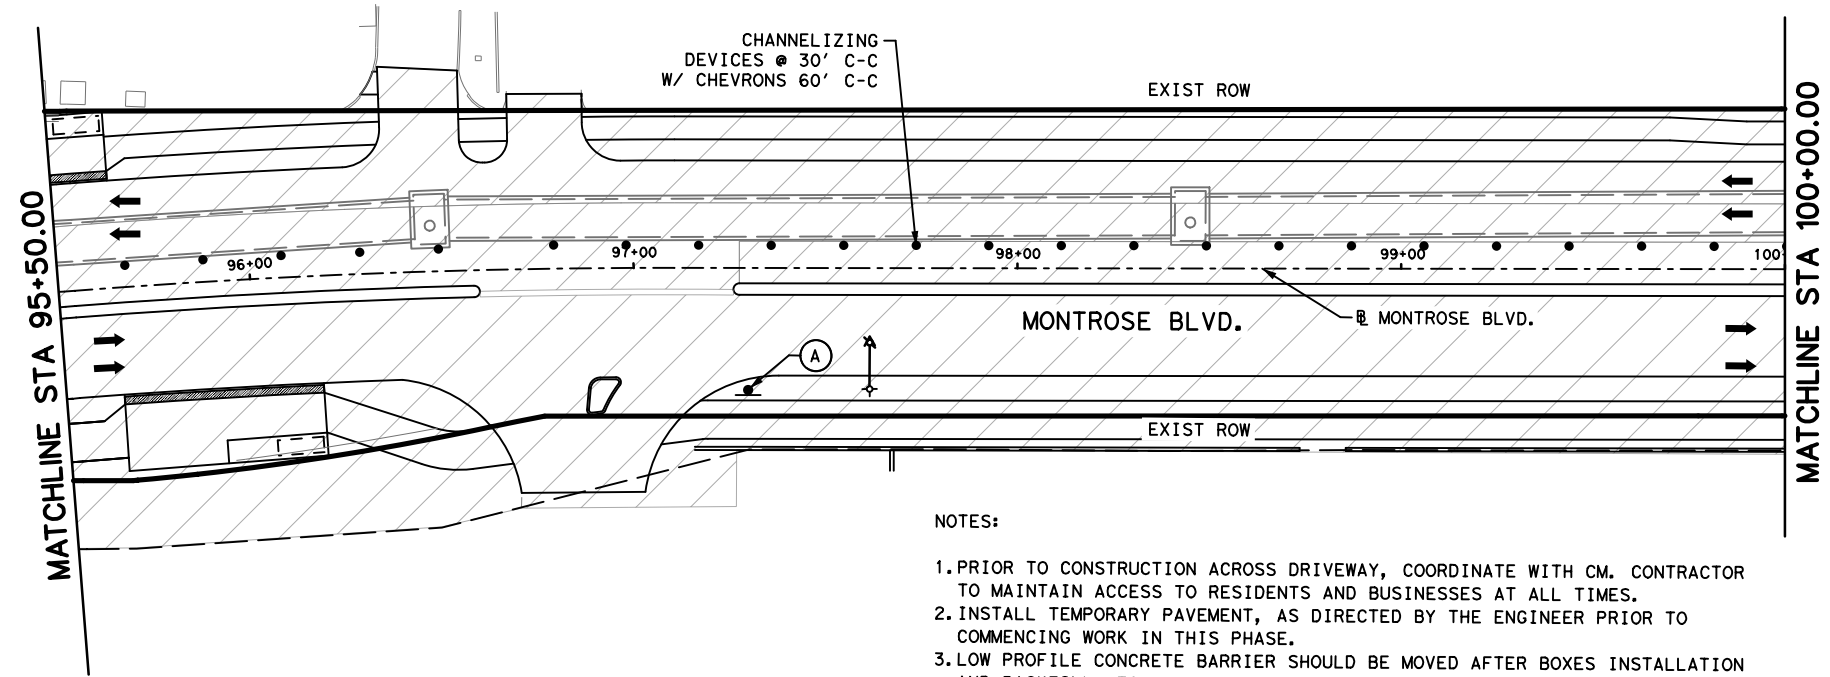 CHANNELIZING
DEVICES @ 30' C-C
W/ CHEVRONS 60' C-C
EXIST ROW
MATCHLINE STA 95+50.00
MATCHLINE STA 100+00.00
96+00
97+00
98+00
99+00
100
MONTROSE BLVD.
℄ MONTROSE BLVD.
A
EXIST ROW
NOTES:
1. PRIOR TO CONSTRUCTION ACROSS DRIVEWAY, COORDINATE WITH CM. CONTRACTOR
TO MAINTAIN ACCESS TO RESIDENTS AND BUSINESSES AT ALL TIMES.
2. INSTALL TEMPORARY PAVEMENT, AS DIRECTED BY THE ENGINEER PRIOR TO
COMMENCING WORK IN THIS PHASE.
3. LOW PROFILE CONCRETE BARRIER SHOULD BE MOVED AFTER BOXES INSTALLATION